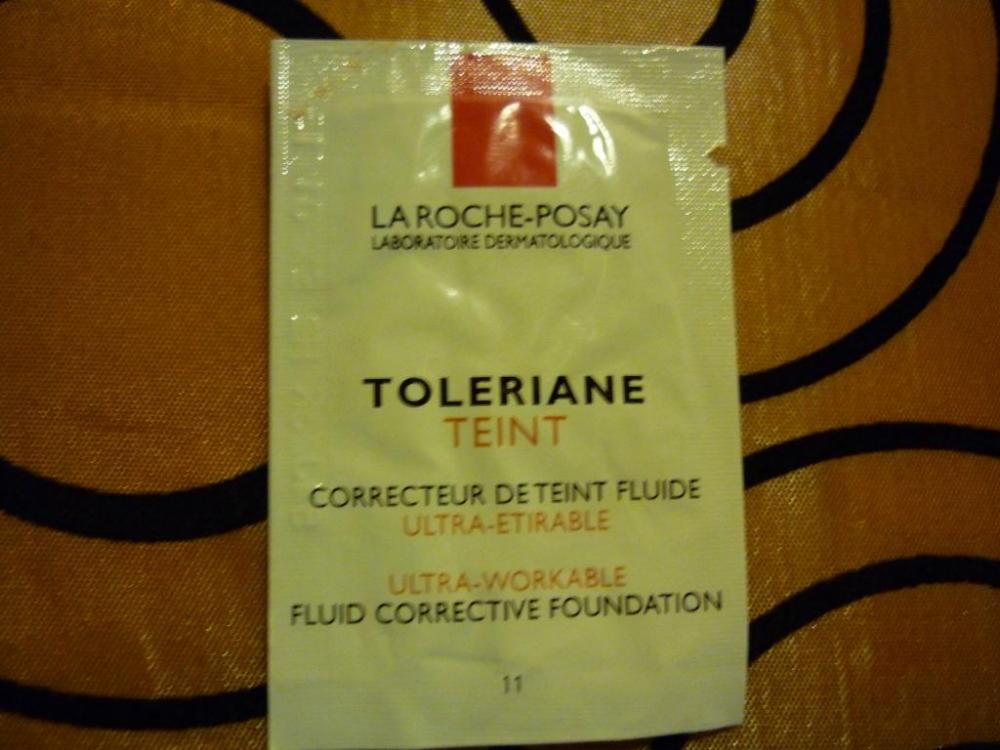 LA ROCHE-POSAY
LABORATOIRE DERMATOLOGIQUE
TOLERIANE
TEINT
CORRECTEUR DE TEINT FLUIDE
ULTRA-ETIRABLE
ULTRA-WORKABLE
FLUID CORRECTIVE FOUNDATION
11